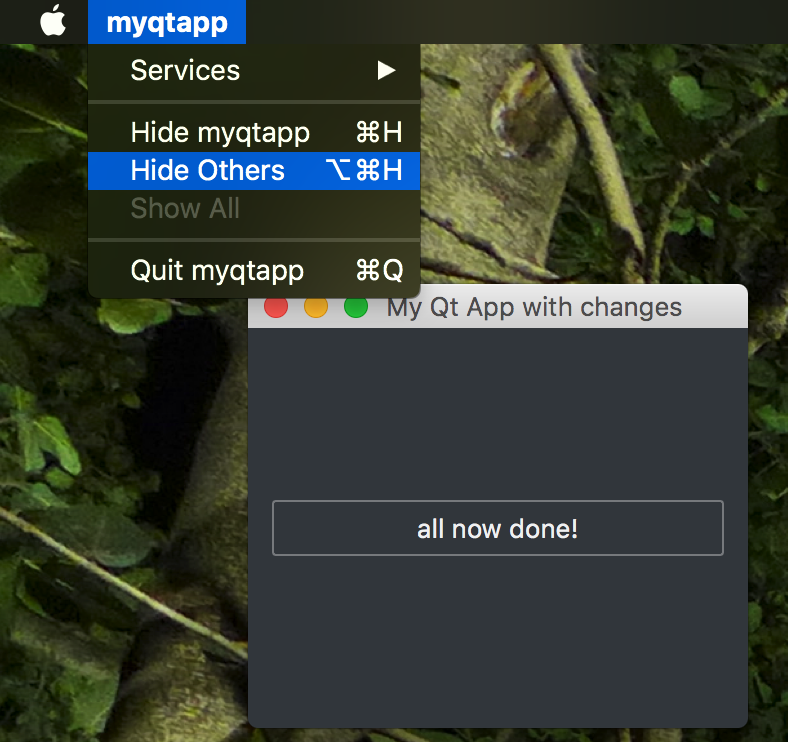 myqtapp
Services ▶
Hide myqtapp ⌘H
Hide Others ⌥⌘H
Show All
Quit myqtapp ⌘Q
My Qt App with changes
all now done!